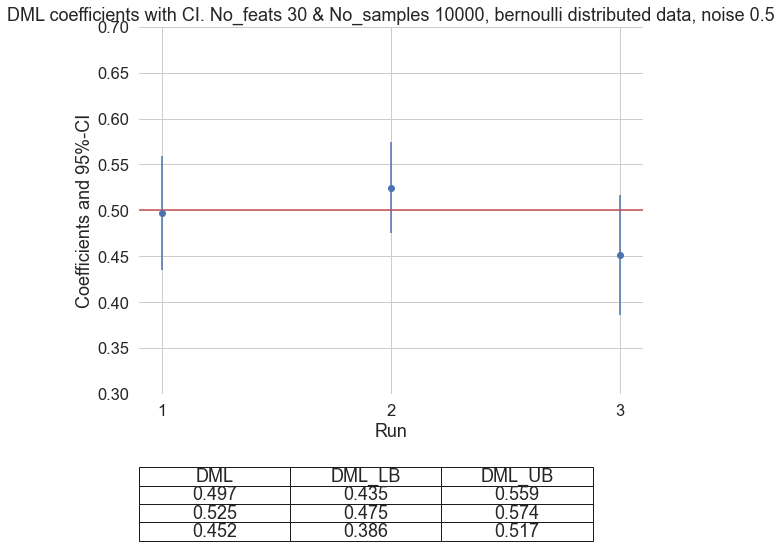 DML coefficients with CI. No_feats 30 & No_samples 10000, bernoulli distributed data, noise 0.5
0.70
0.65
0.60
0.55
0.50
0.45
0.40
0.35
0.30
Coefficients and 95%-CI
1 2 3
Run
DML DML_LB DML_UB
0.497 0.435 0.559
0.525 0.475 0.574
0.452 0.386 0.517